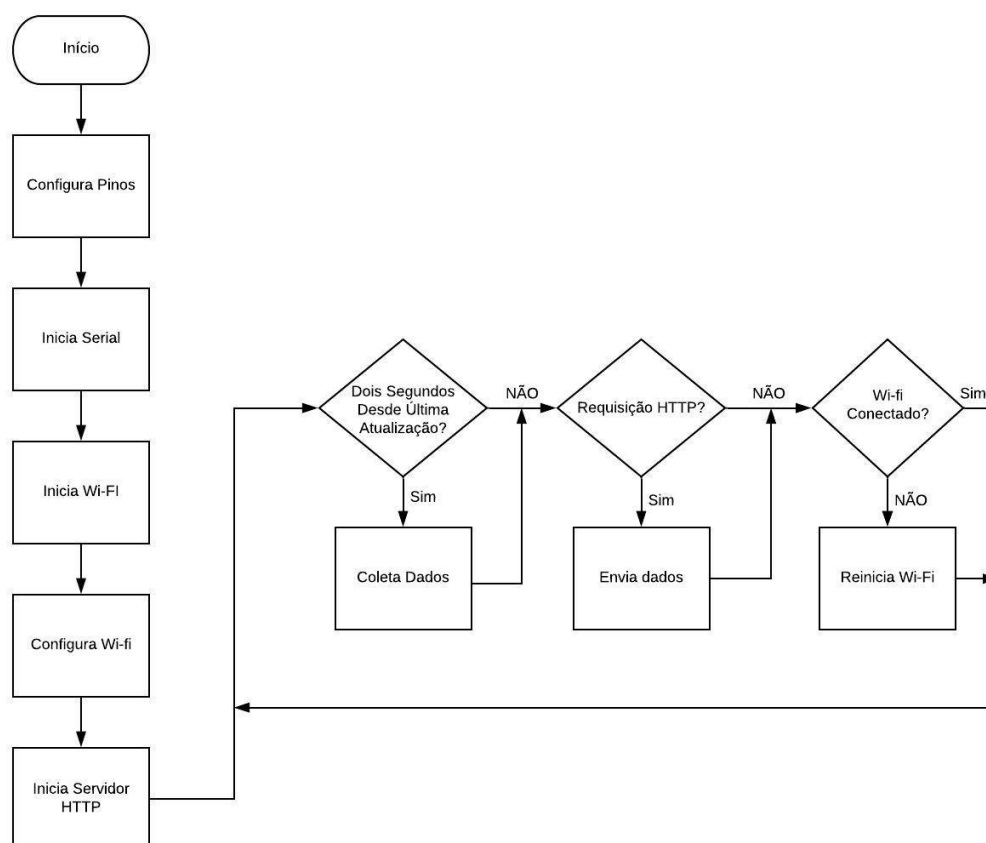 Início
Configura Pinos
Inicia Serial
Inicia Wi-FI
Configura Wi-fi
Inicia Servidor
HTTP
Dois Segundos
Desde Última
Atualização?
NÃO
Sim
Coleta Dados
Requisição HTTP?
NÃO
Sim
Envia dados
Wi-fi
Conectado?
Sim
NÃO
Reinicia Wi-Fi